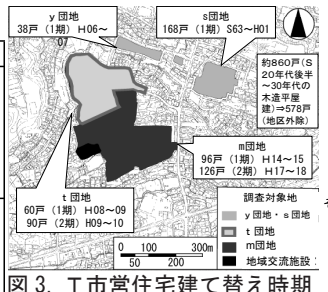 y団地
38戸（1期）H06～
07
s団地
168戸（1期）S63～H01
約860戸(S
20年代後半
～30年代の
木造平屋
建)⇒578戸
(地区外除)
m団地
96戸（1期）H14～15
126戸（2期）H17～18
t団地
60戸（1期）H08～09
90戸（2期）H09～10
調査対象地
y団地・s団地
t団地
m団地
地域交流施設
0 100 300m
50 200
図3．T市営住宅建て替え時期